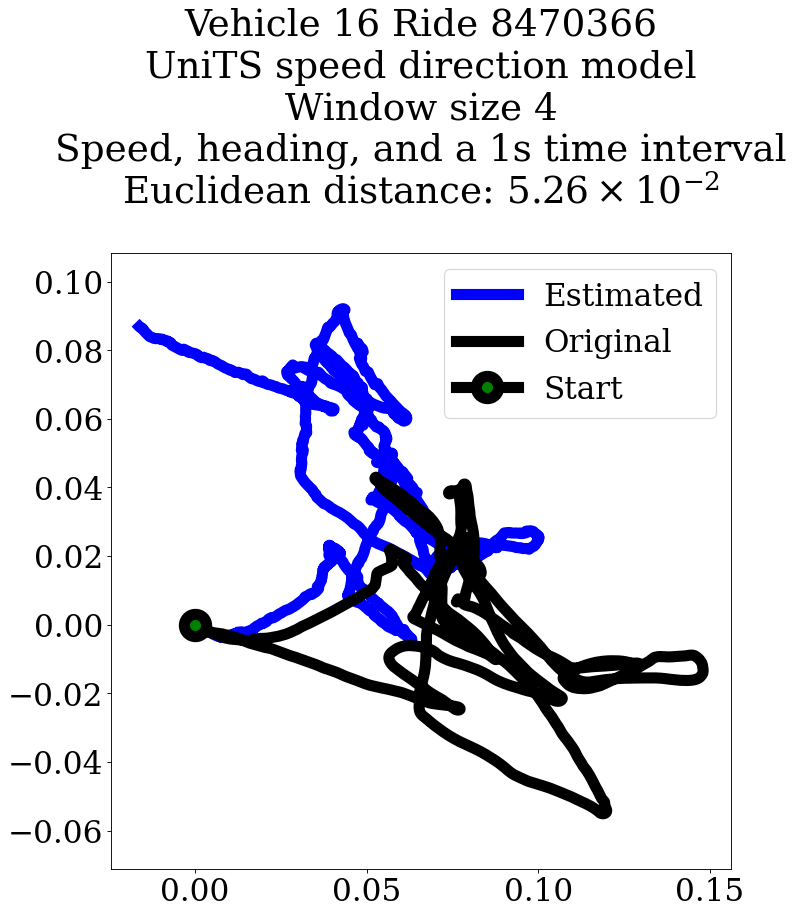 Vehicle 16 Ride 8470366
UniTS speed direction model
Window size 4
Speed, heading, and a 1s time interval
Euclidean distance: 5.26 × 10⁻²
Estimated
Original
Start
0.10
0.08
0.06
0.04
0.02
0.00
−0.02
−0.04
−0.06
0.00 0.05 0.10 0.15